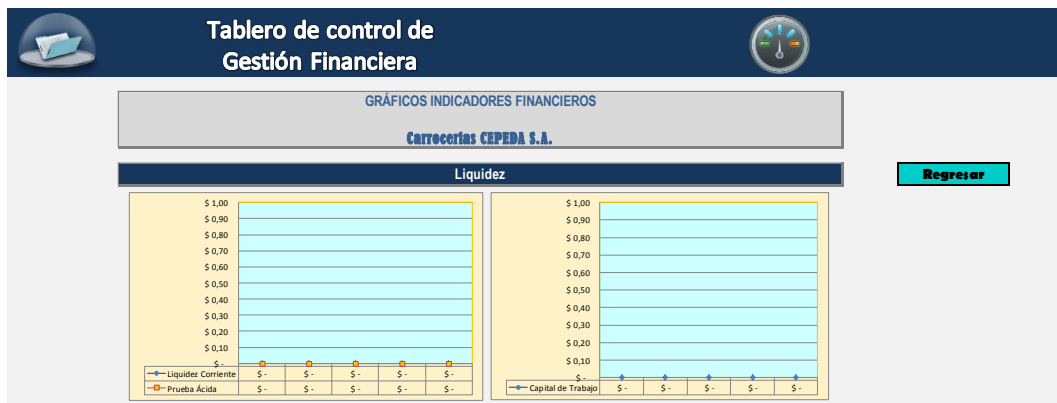 Tablero de control de
Gestión Financiera
GRÁFICOS INDICADORES FINANCIEROS
Carrocerías CEPEDA S.A.
Liquidez
Regresar
$ 1,00
$ 0,90
$ 0,80
$ 0,70
$ 0,60
$ 0,50
$ 0,40
$ 0,30
$ 0,20
$ 0,10
$ -
Liquidez Corriente $ - $ - $ - $ - $ -
Prueba Ácida $ - $ - $ - $ - $ -
$ 1,00
$ 0,90
$ 0,80
$ 0,70
$ 0,60
$ 0,50
$ 0,40
$ 0,30
$ 0,20
$ 0,10
$ -
Capital de Trabajo $ - $ - $ - $ - $ -